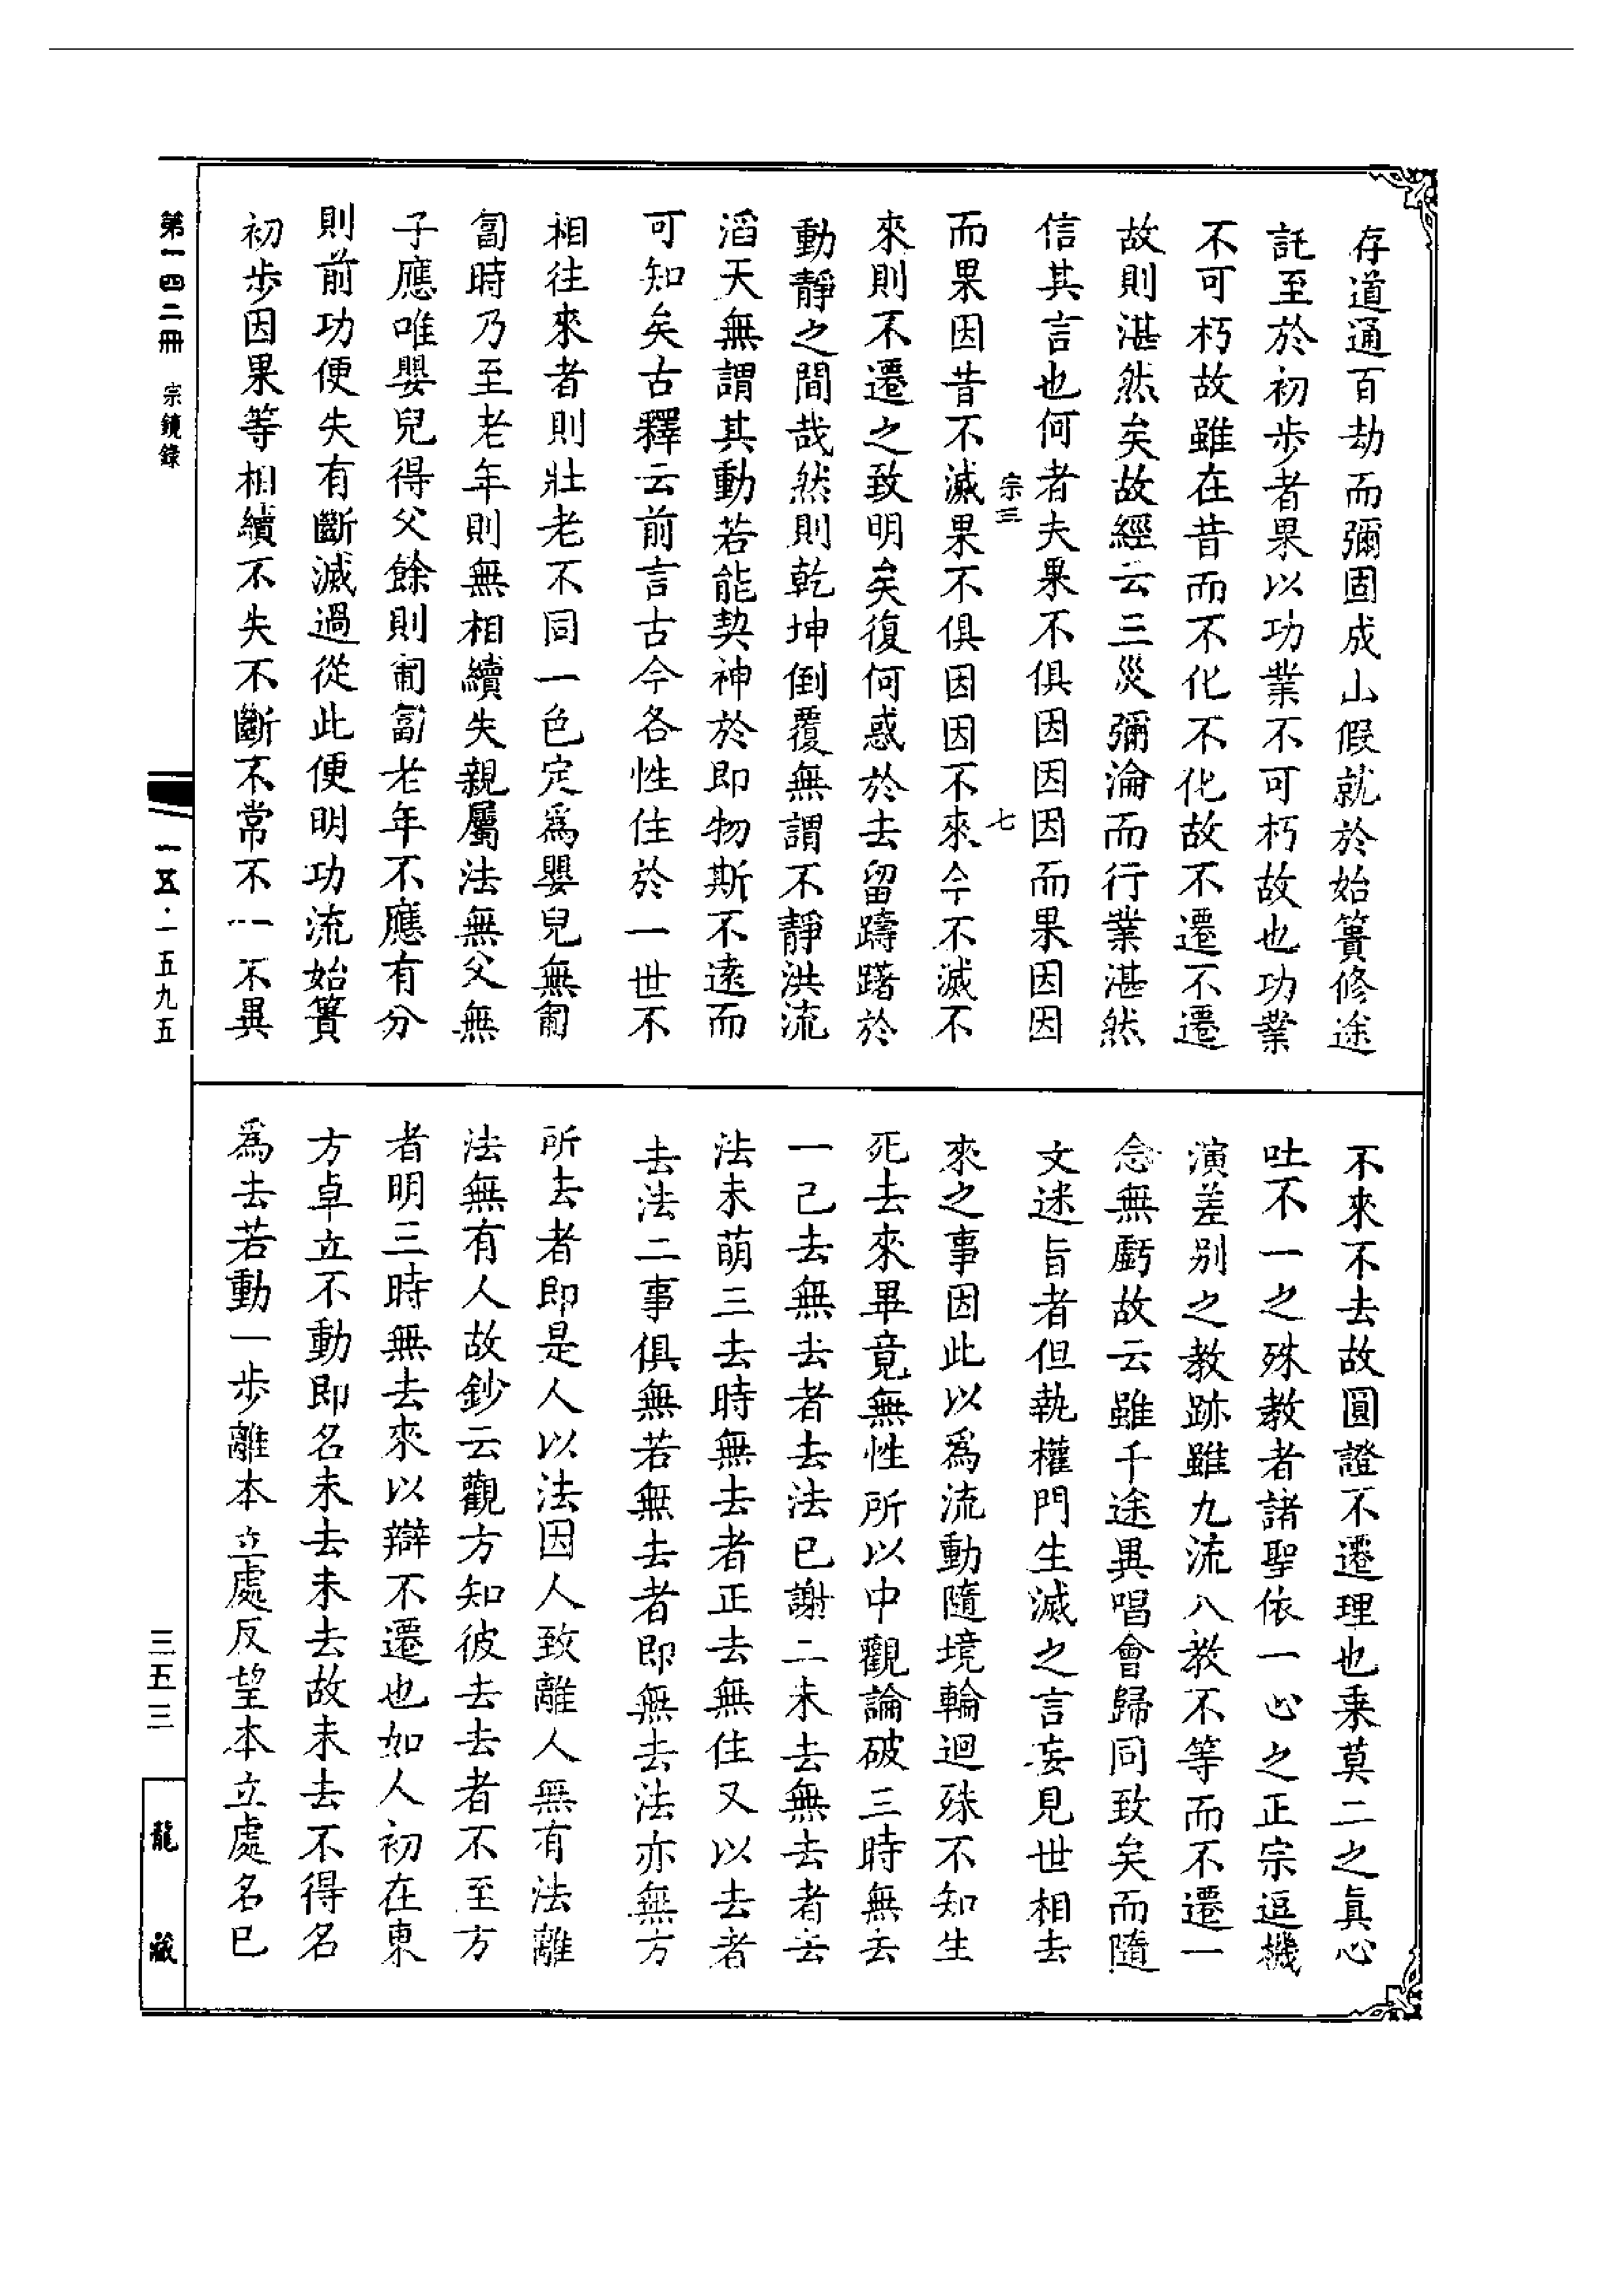 存道通百劫而彌固成山假就於始簣修途
託至於初步者果以功業不可朽故也功業
不可朽故雖在昔而不化不化故不遷不遷
故則湛然矣故經云三災彌淪而行業湛然
信其言也何者夫果不俱因因因而果因因
宗三
七
而果因昔不滅果不俱因因不來今不滅不
來則不遷之致明矣復何惑於去留躊躇於
動靜之間哉然則乾坤倒覆無謂不靜洪流
滔天無謂其動若能契神於即物斯不遠而
可知矣古釋云前言古今各性住於一世不
相往來者則壯老不同一色定爲嬰兒無匍
匐時乃至老年則無相續失親屬法無父無
子應唯嬰兒得父餘則匍匐老年不應有分
則前功便失有斷滅過從此便明功流始簣
初步因果等相續不失不斷不常不一不異
不來不去故圓證不遷理也乗莫二之眞心
吐不一之殊教者諸聖依一心之正宗逗機
演差别之教跡雖九流八教不等而不遷一
念無虧故云雖千途異唱會歸同致矣而隨
文迷旨者但執權門生滅之言妄見世相去
來之事因此以爲流動隨境輪迴殊不知生
死去來畢竟無性所以中觀論破三時無去
一已去無去者去法已謝二未去無去者去
法未萌三去時無去者正去無住又以去者
去法二事俱無若無去者即無去法亦無方
所去者即是人以法因人致離人無有法離
法無有人故鈔云觀方知彼去去者不至方
者明三時無去來以辯不遷也如人初在東
方卓立不動即名未去未去故未去不得名
爲去若動一步離本立處反望本立處名已
第一四二冊　宗鏡錄
一五·一五九五
三五三
龍藏